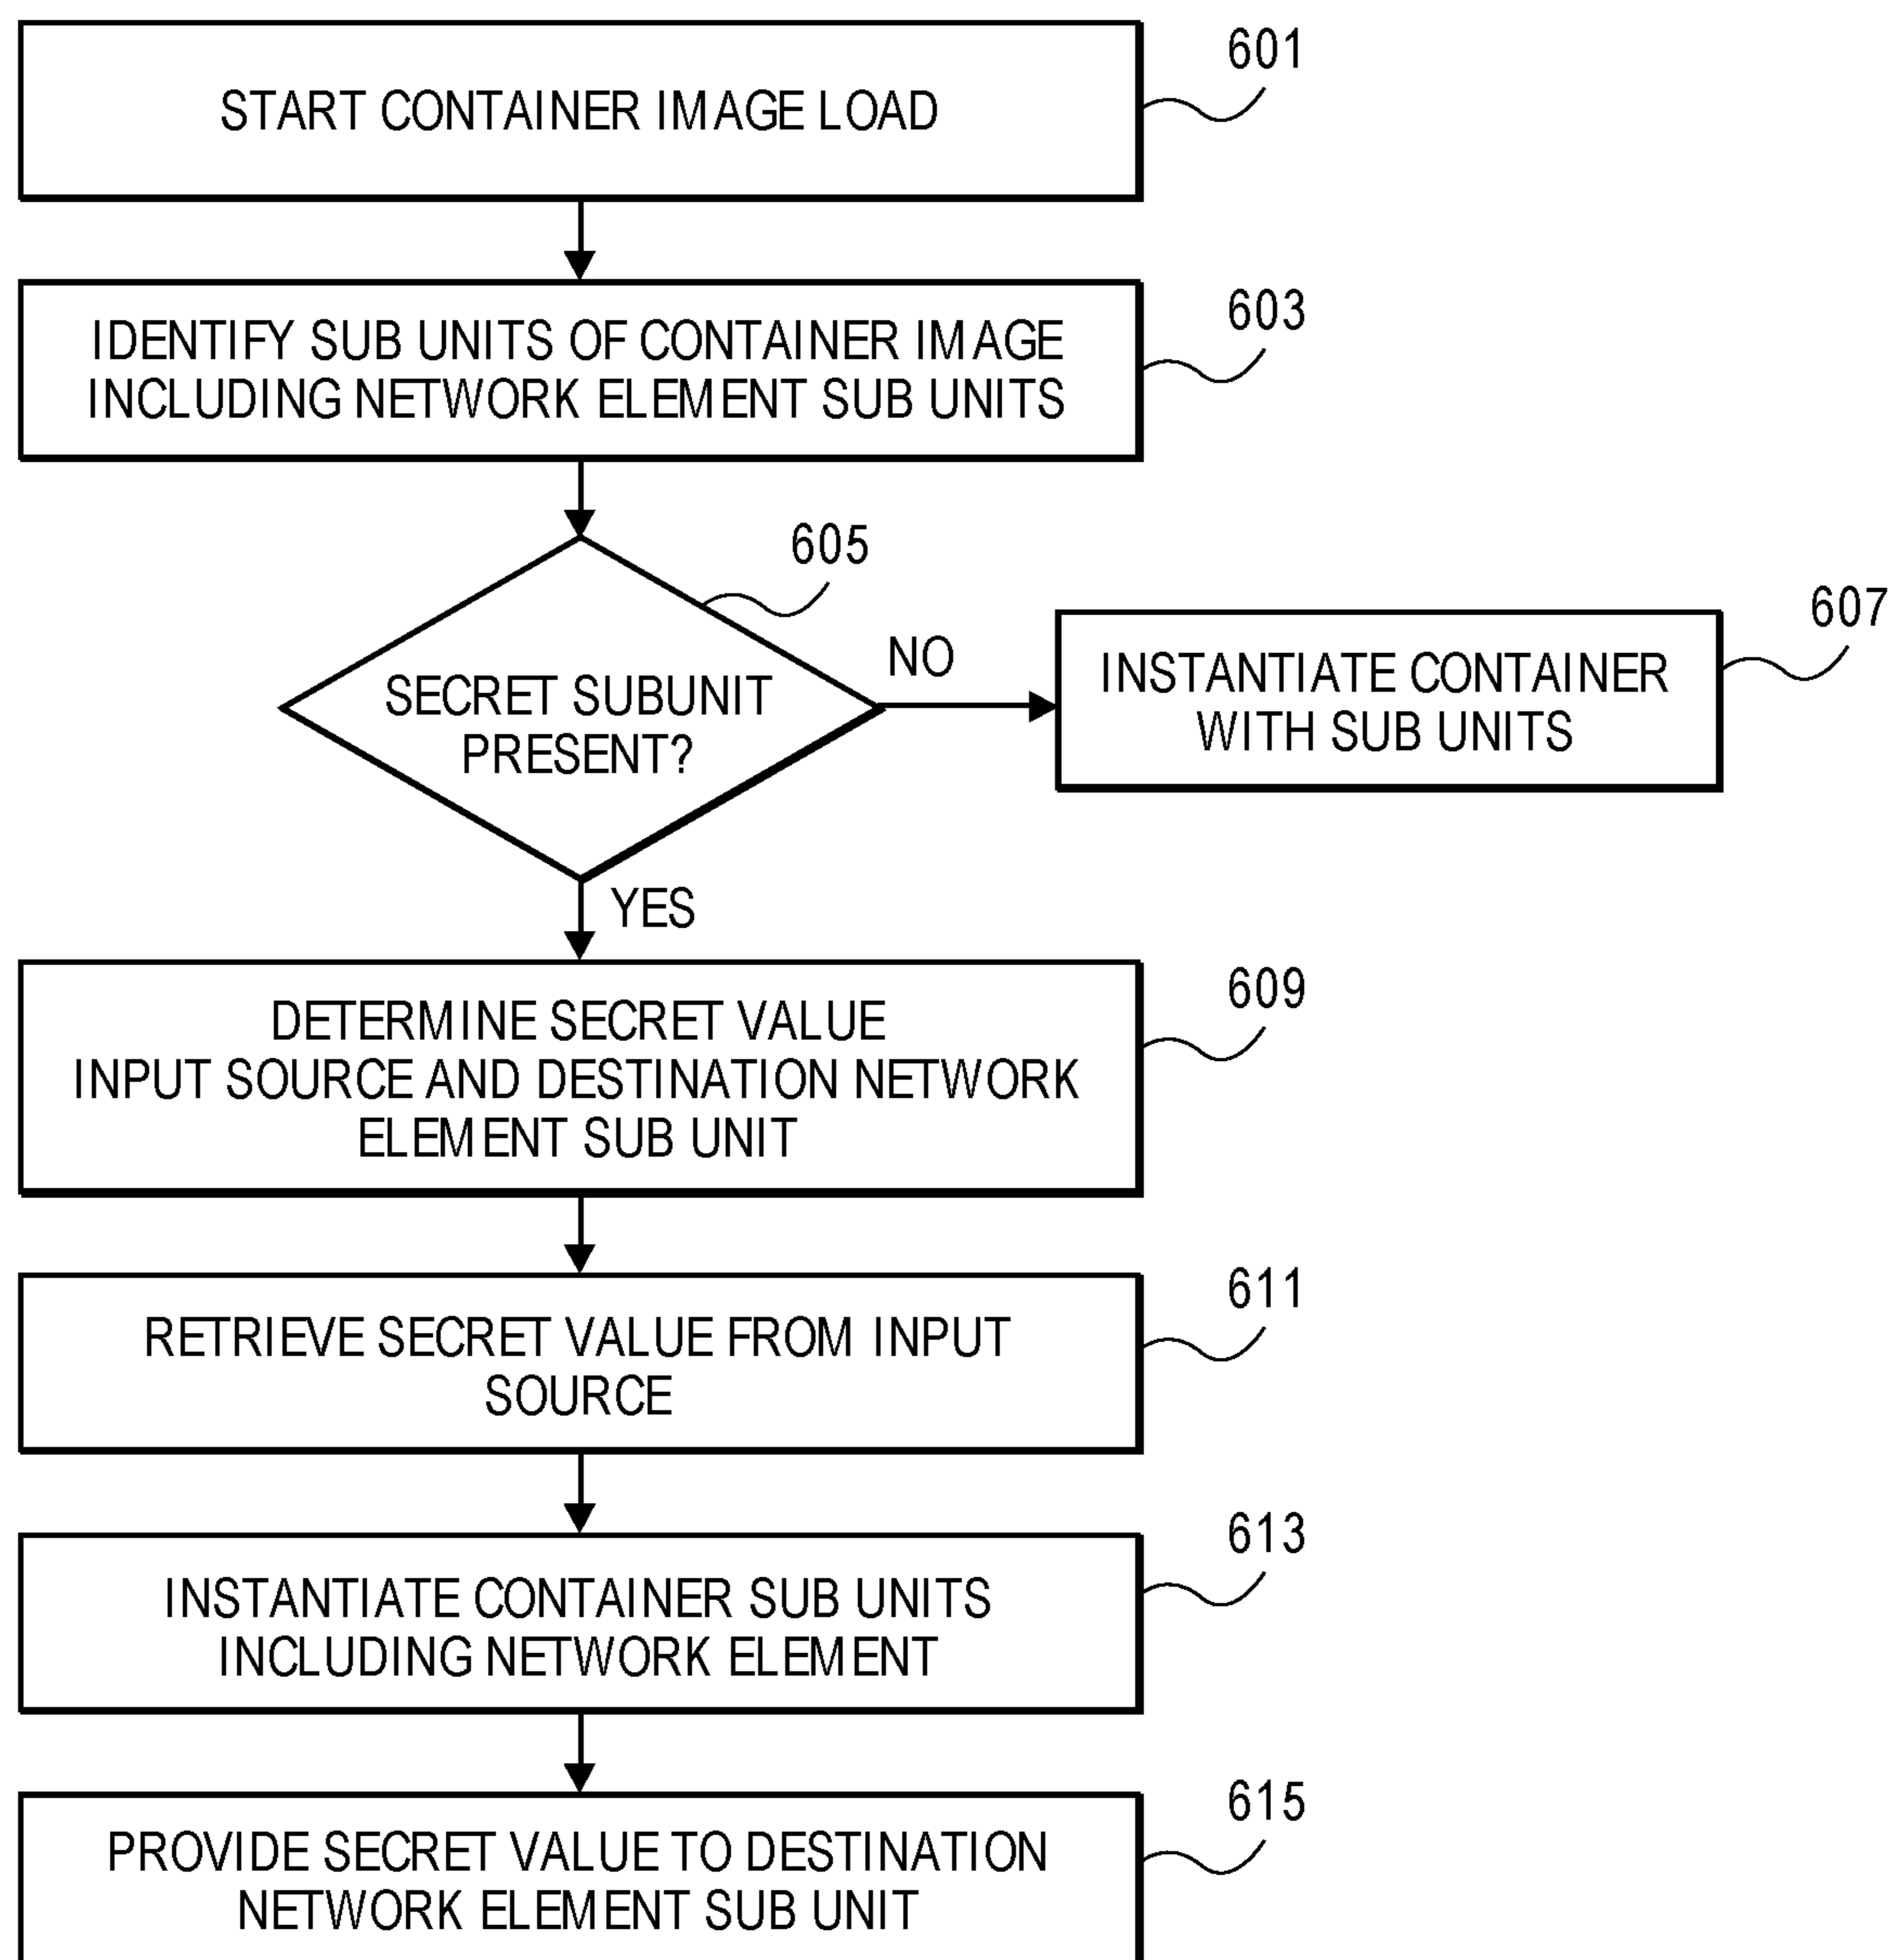 START CONTAINER IMAGE LOAD
601
IDENTIFY SUB UNITS OF CONTAINER IMAGE
INCLUDING NETWORK ELEMENT SUB UNITS
603
605
SECRET SUBUNIT
PRESENT?
NO
INSTANTIATE CONTAINER
WITH SUB UNITS
607
YES
DETERMINE SECRET VALUE
INPUT SOURCE AND DESTINATION NETWORK
ELEMENT SUB UNIT
609
RETRIEVE SECRET VALUE FROM INPUT
SOURCE
611
INSTANTIATE CONTAINER SUB UNITS
INCLUDING NETWORK ELEMENT
613
PROVIDE SECRET VALUE TO DESTINATION
NETWORK ELEMENT SUB UNIT
615